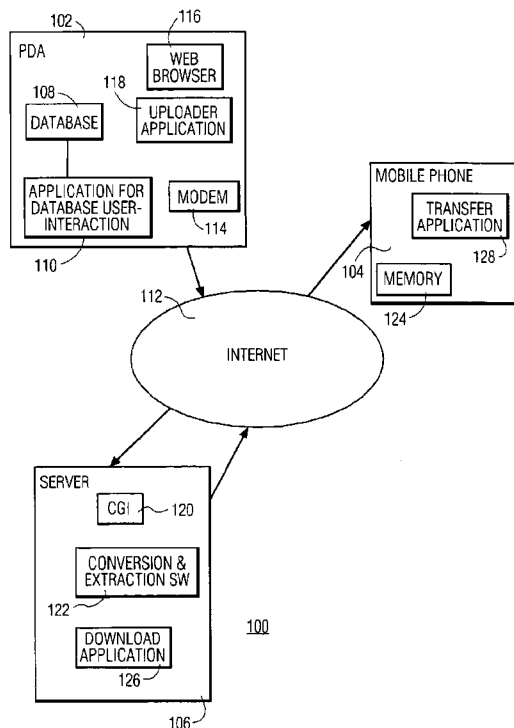 102
116
PDA
WEB
BROWSER
108
118
DATABASE
UPLOADER
APPLICATION
APPLICATION FOR
DATABASE USER-
INTERACTION
MODEM
114
110
MOBILE PHONE
TRANSFER
APPLICATION
104
128
MEMORY
124
112
INTERNET
SERVER
CGI
120
CONVERSION &
EXTRACTION SW
122
DOWNLOAD
APPLICATION
126
100
106